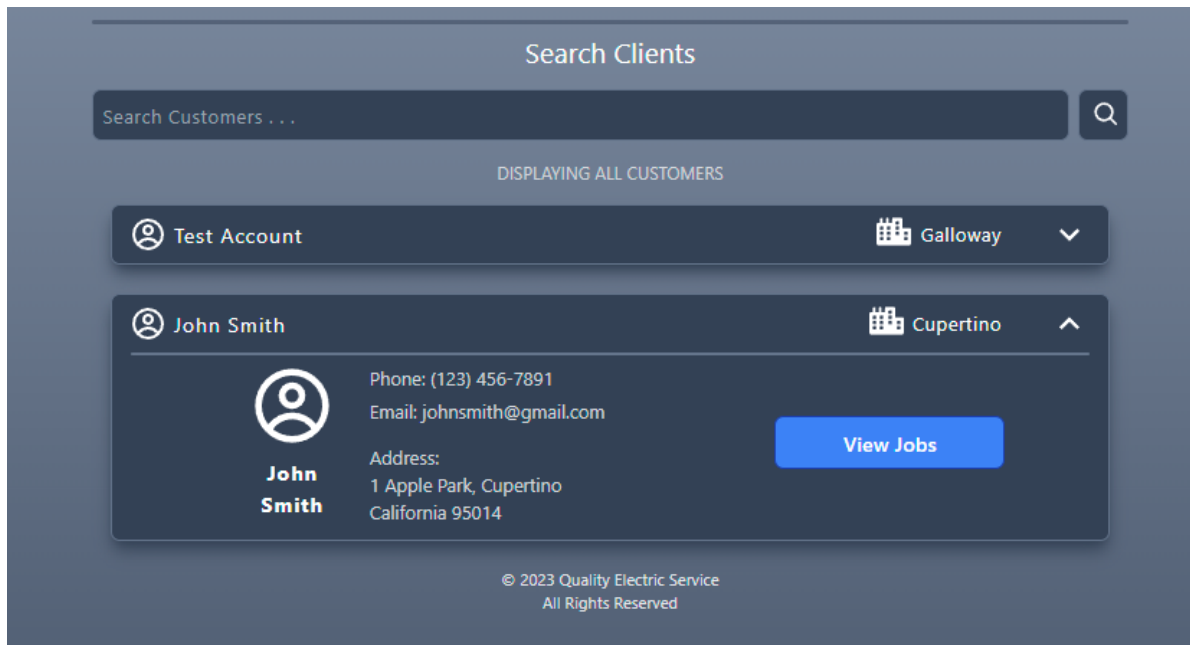 Search Clients
Search Customers . . .
DISPLAYING ALL CUSTOMERS
Test Account Galloway
John Smith Cupertino
Phone: (123) 456-7891
Email: johnsmith@gmail.com
John
Smith
Address:
1 Apple Park, Cupertino
California 95014
View Jobs
© 2023 Quality Electric Service
All Rights Reserved